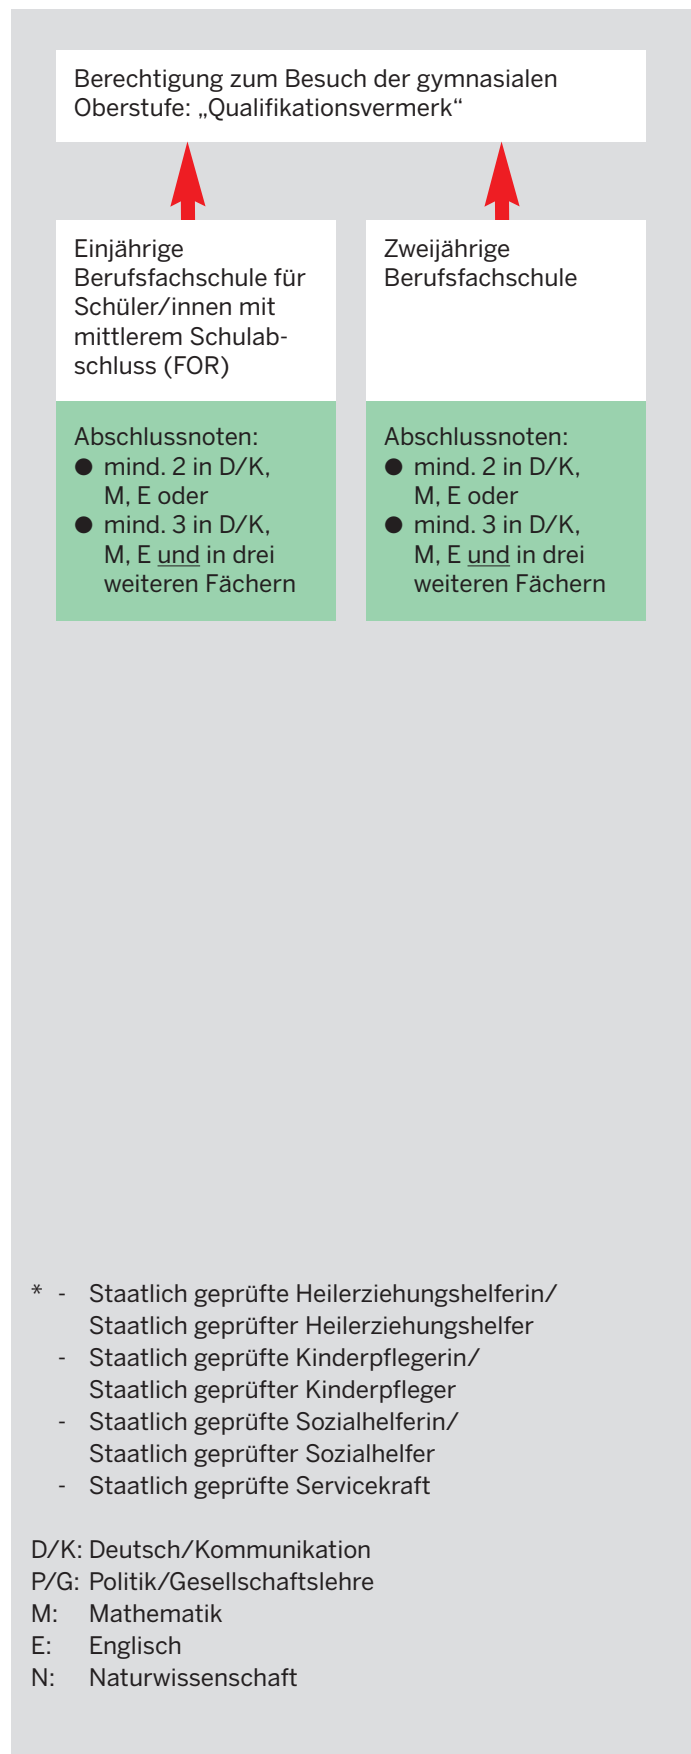 Berechtigung zum Besuch der gymnasialen
Oberstufe: „Qualifikationsvermerk“
Einjährige
Berufsfachschule für
Schüler/innen mit
mittlerem Schulab-
schluss (FOR)
Abschlussnoten:
● mind. 2 in D/K,
M, E oder
● mind. 3 in D/K,
M, E und in drei
weiteren Fächern
Zweijährige
Berufsfachschule
Abschlussnoten:
● mind. 2 in D/K,
M, E oder
● mind. 3 in D/K,
M, E und in drei
weiteren Fächern
* - Staatlich geprüfte Heilerziehungshelferin/
Staatlich geprüfter Heilerziehungshelfer
- Staatlich geprüfte Kinderpflegerin/
Staatlich geprüfter Kinderpfleger
- Staatlich geprüfte Sozialhelferin/
Staatlich geprüfter Sozialhelfer
- Staatlich geprüfte Servicekraft
D/K: Deutsch/Kommunikation
P/G: Politik/Gesellschaftslehre
M: Mathematik
E: Englisch
N: Naturwissenschaft